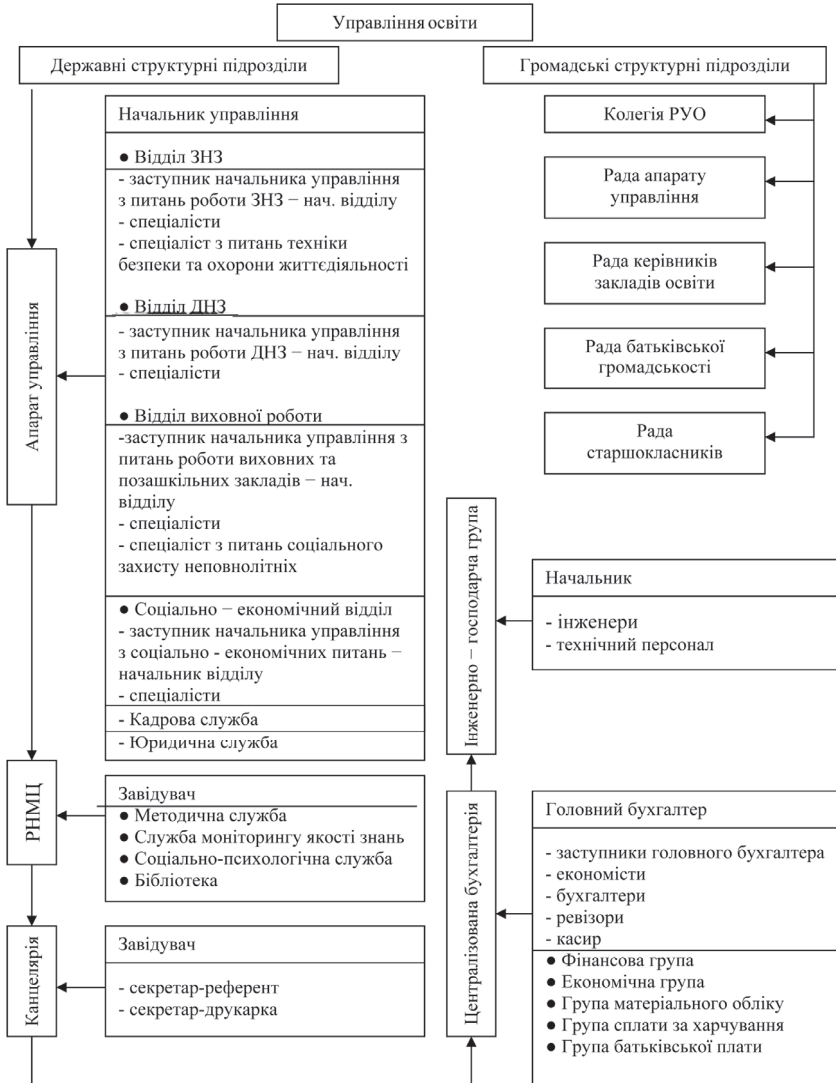 Управління освіти
Державні структурні підрозділи
Громадські структурні підрозділи
Апарат управління
Начальник управління
● Відділ ЗНЗ
- заступник начальника управління
з питань роботи ЗНЗ − нач. відділу
- спеціалісти
- спеціаліст з питань техніки
безпеки та охорони життєдіяльності
● Відділ ДНЗ
- заступник начальника управління
з питань роботи ДНЗ − нач. відділу
- спеціалісти
● Відділ виховної роботи
-заступник начальника управління з
питань роботи виховних та
позашкільних закладів − нач.
відділу
- спеціалісти
- спеціаліст з питань соціального
захисту неповнолітніх
● Соціально − економічний відділ
- заступник начальника управління
з соціально - економічних питань −
начальник відділу
- спеціалісти
- Кадрова служба
- Юридична служба
РНМЦ
Завідувач
● Методична служба
● Служба моніторингу якості знань
● Соціально-психологічна служба
● Бібліотека
Канцелярія
Завідувач
- секретар-референт
- секретар-друкарка
Колегія РУО
Рада апарату
управління
Рада керівників
закладів освіти
Рада батьківської
громадськості
Рада
старшокласників
Інженерно − господарча група
Начальник
- інженери
- технічний персонал
Централізована бухгалтерія
Головний бухгалтер
- заступники головного бухгалтера
- економісти
- бухгалтери
- ревізори
- касир
● Фінансова група
● Економічна група
● Група матеріального обліку
● Група сплати за харчування
● Група батьківської плати